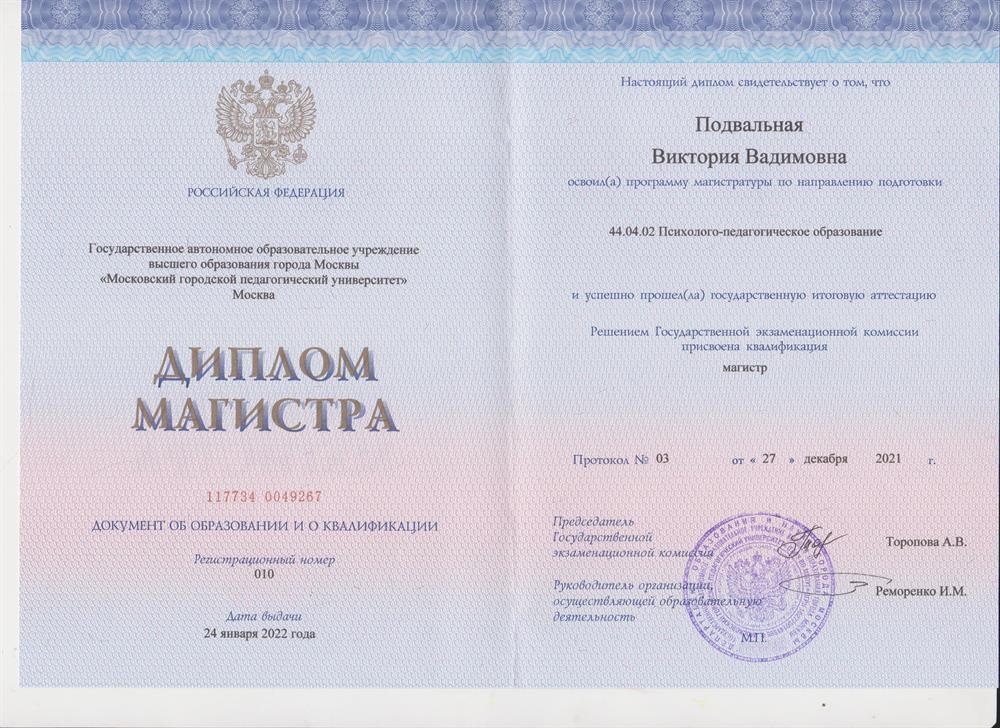 РОССИЙСКАЯ ФЕДЕРАЦИЯ
Государственное автономное образовательное учреждение
высшего образования города Москвы
«Московский городской педагогический университет»
Москва
ДИПЛОМ
МАГИСТРА
117734 0049267
ДОКУМЕНТ ОБ ОБРАЗОВАНИИ И О КВАЛИФИКАЦИИ
Регистрационный номер
010
Дата выдачи
24 января 2022 года
Настоящий диплом свидетельствует о том, что
Подвальная
Виктория Вадимовна
освоил(а) программу магистратуры по направлению подготовки
44.04.02 Психолого-педагогическое образование
и успешно прошел(ла) государственную итоговую аттестацию
Решением Государственной экзаменационной комиссии
присвоена квалификация
магистр
Протокол № 03 от « 27 » декабря 2021 г.
Председатель
Государственной
экзаменационной комиссии
Торопова А.В.
Руководитель организации,
осуществляющей образовательную
деятельность
Реморенко И.М.
М.П.